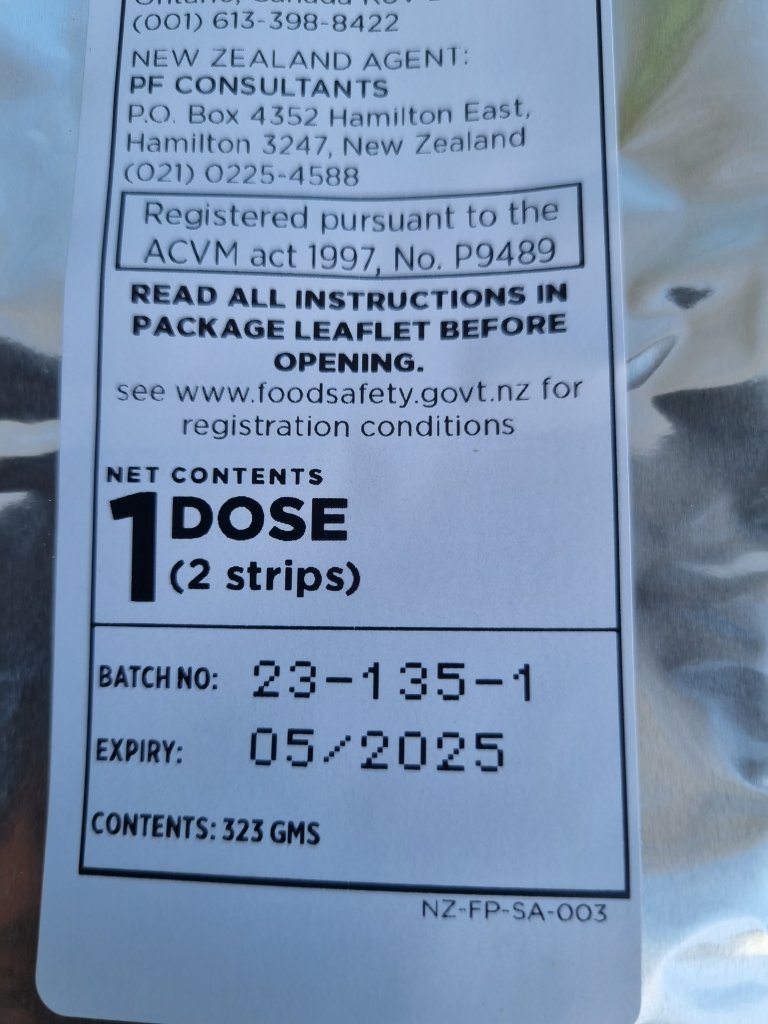 Ontario, Canada
(001) 613-398-8422
NEW ZEALAND AGENT:
PF CONSULTANTS
P.O. Box 4352 Hamilton East,
Hamilton 3247, New Zealand
(021) 0225-4588
Registered pursuant to the
ACVM act 1997, No. P9489
READ ALL INSTRUCTIONS IN
PACKAGE LEAFLET BEFORE
OPENING.
see www.foodsafety.govt.nz for
registration conditions
NET CONTENTS
1 DOSE
(2 strips)
BATCH NO: 23-135-1
EXPIRY: 05/2025
CONTENTS: 323 GMS
NZ-FP-SA-003